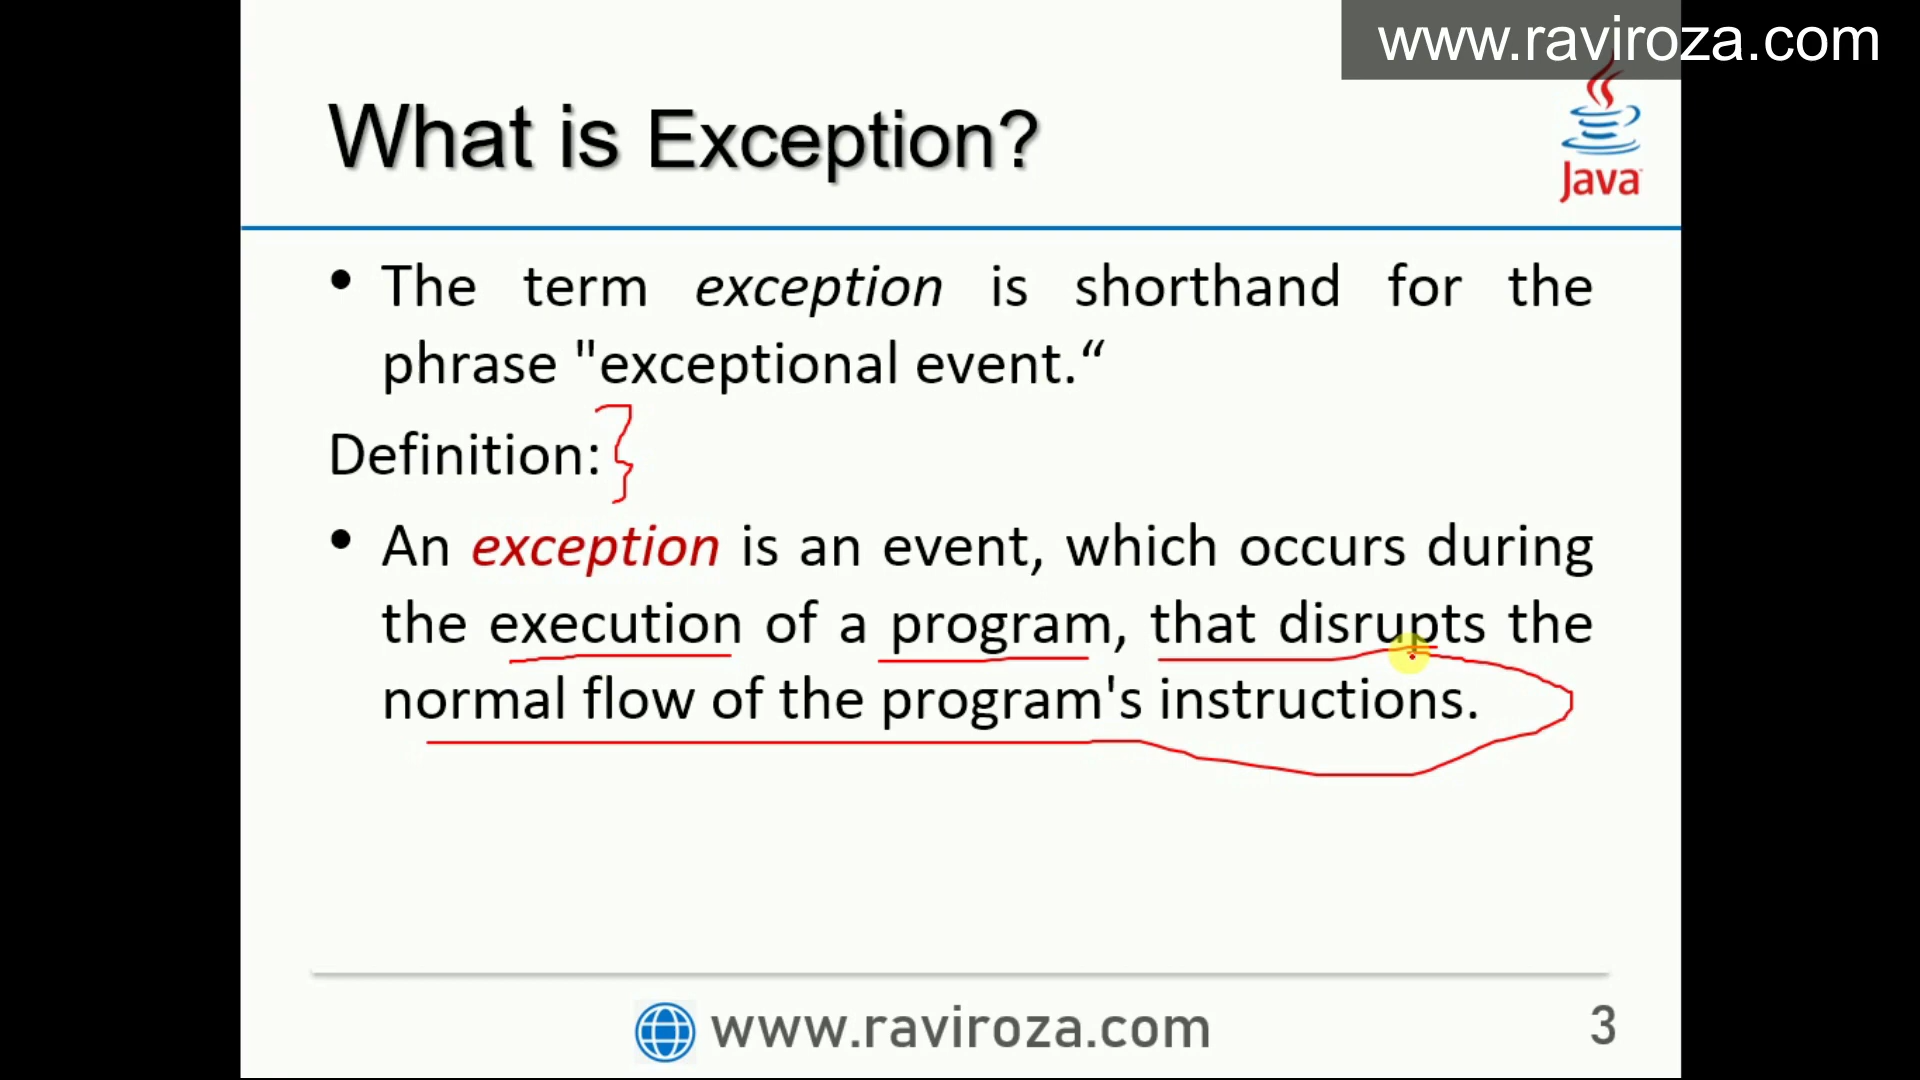 www.raviroza.com
What is Exception?
Java
• The term exception is shorthand for the
phrase "exceptional event.“
Definition:
• An exception is an event, which occurs during
the execution of a program, that disrupts the
normal flow of the program's instructions.
www.raviroza.com
3